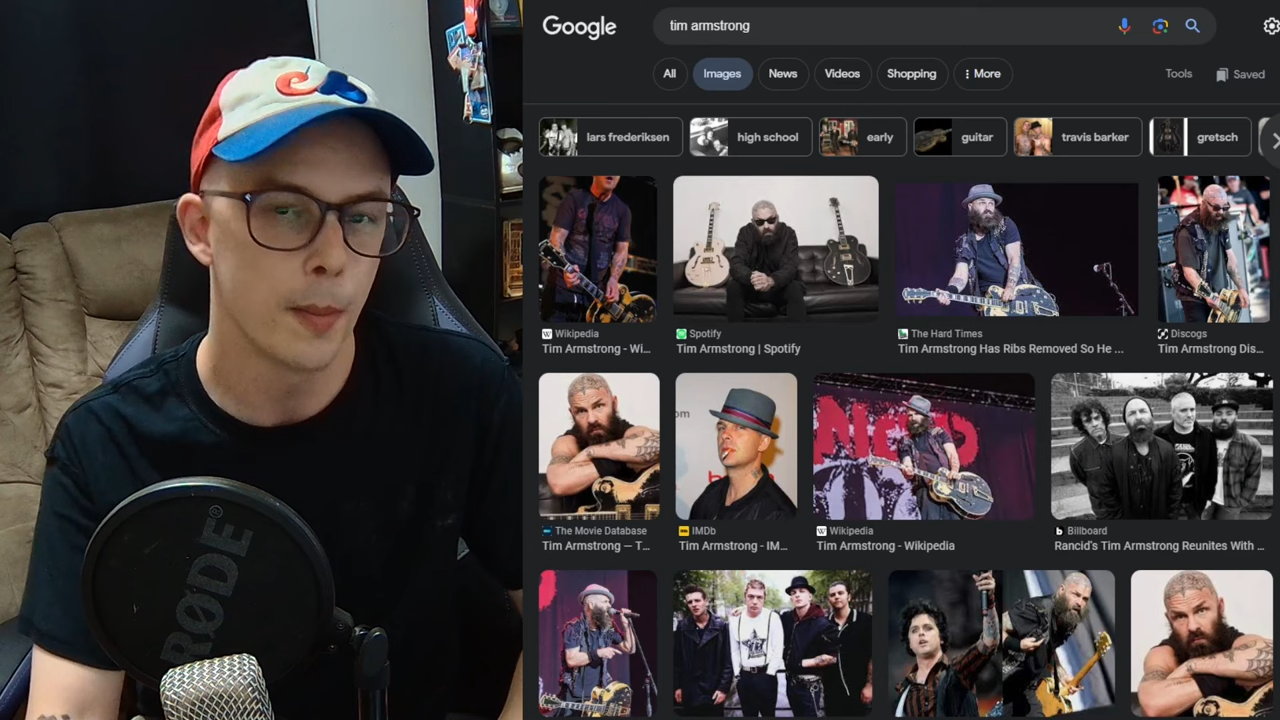 Google
tim armstrong
All
Images
News
Videos
Shopping
More
Tools
Saved
lars frederiksen
high school
early
guitar
travis barker
gretsch
Wikipedia
Tim Armstrong - Wi...
Spotify
Tim Armstrong | Spotify
The Hard Times
Tim Armstrong Has Ribs Removed So He ...
Discogs
Tim Armstrong Dis...
om
The Movie Database
Tim Armstrong — T...
IMDb
Tim Armstrong - IM...
Wikipedia
Tim Armstrong - Wikipedia
Billboard
Rancid's Tim Armstrong Reunites With ...
RØDE®